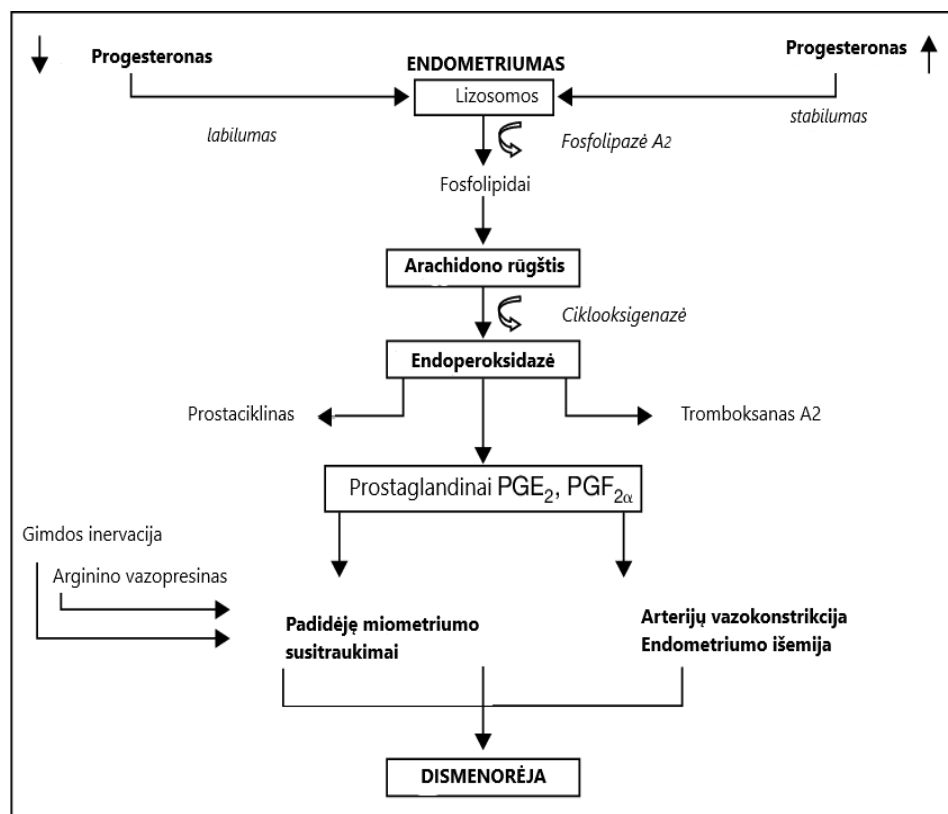 Progesteronas
ENDOMETRIUMAS
Progesteronas
Lizosomos
labilumas
stabilumas
Fosfolipazė A2
Fosfolipidai
Arachidono rūgštis
Ciklooksigenazė
Endoperoksidazė
Prostaciklinas
Tromboksanas A2
Prostaglandinai PGE₂, PGF₂α
Gimdos inervacija
Arginino vazopresinas
Padidėję miometriumo
susitraukimai
Arterijų vazokonstrikcija
Endometriumo išemija
DISMENORĖJA